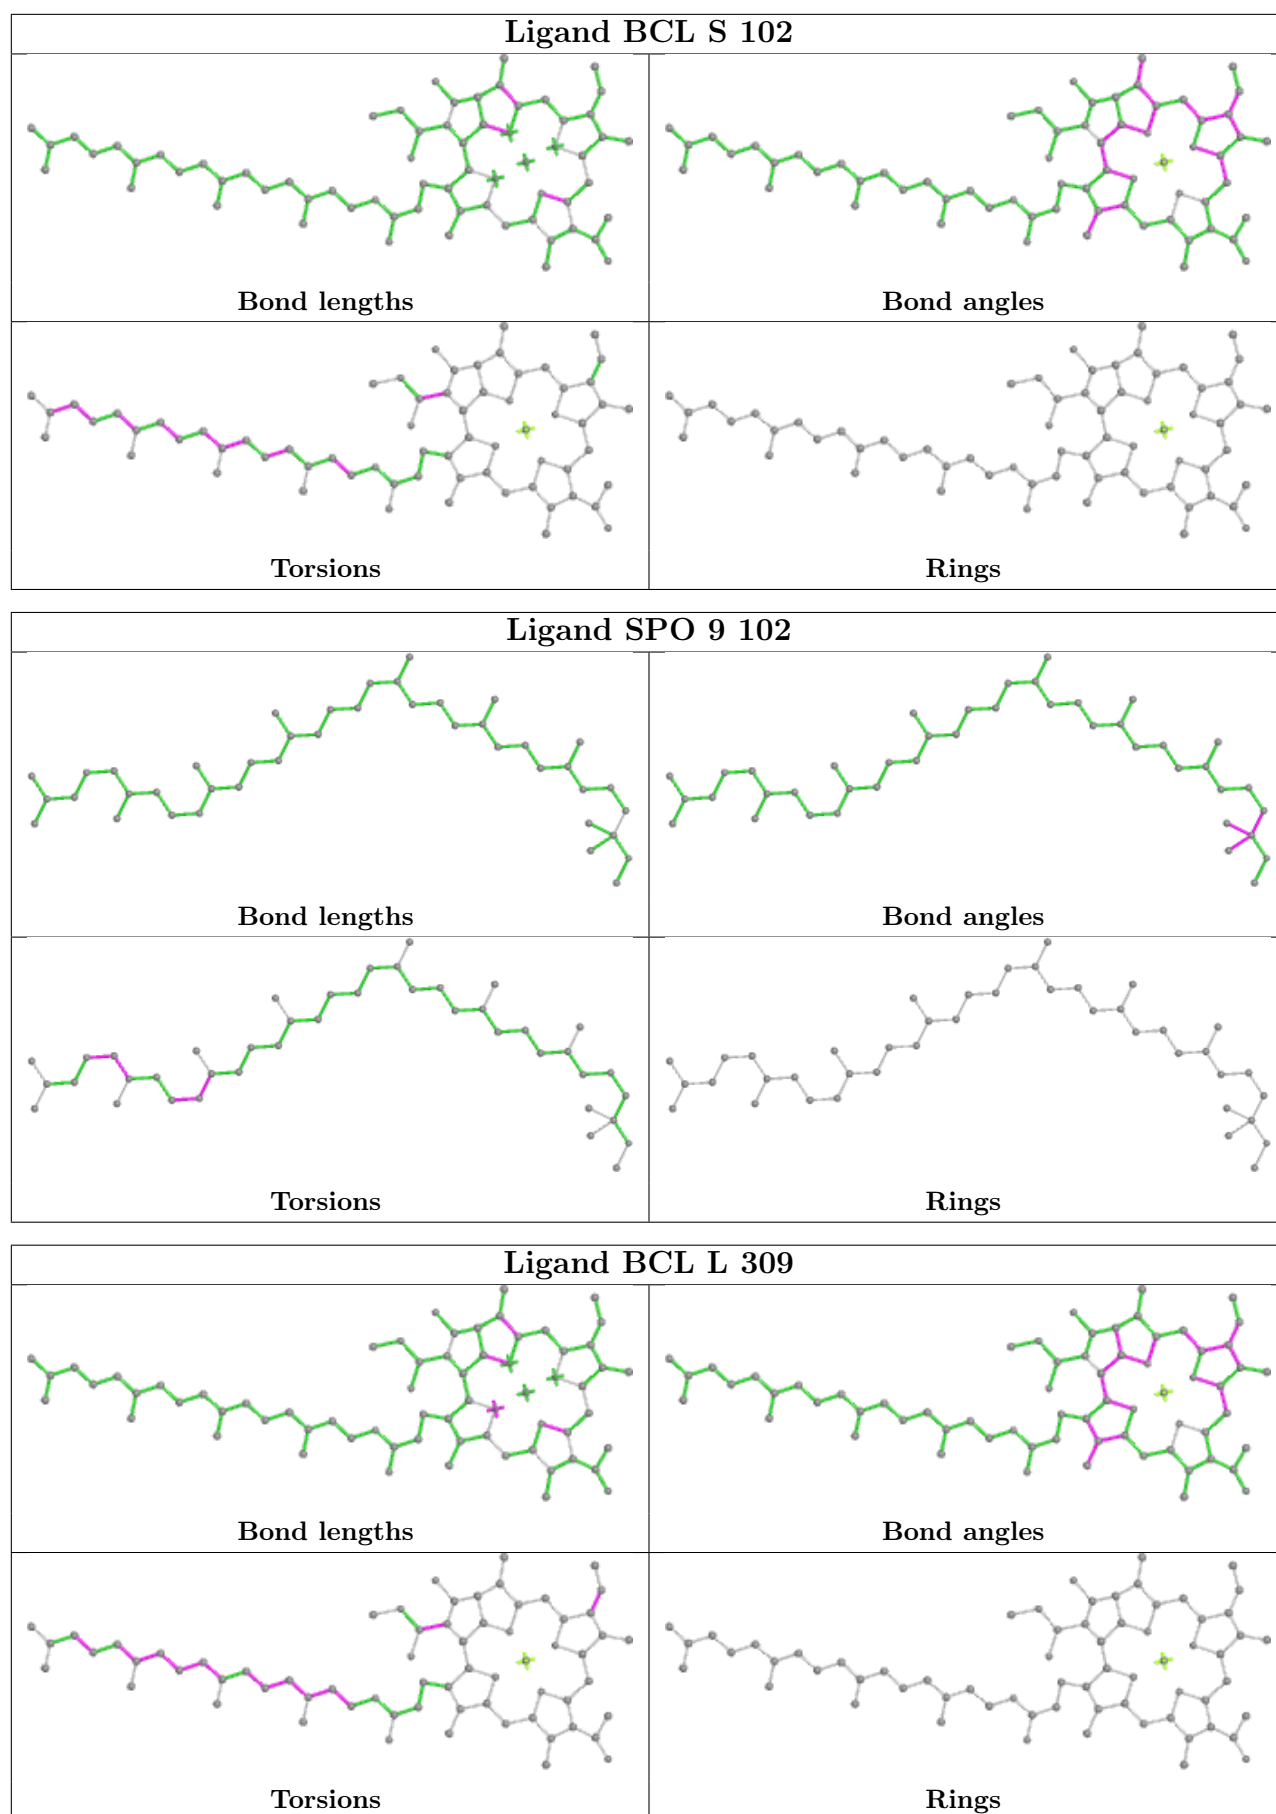 Ligand BCL S 102
Bond lengths
Bond angles
Torsions
Rings
Ligand SPO 9 102
Bond lengths
Bond angles
Torsions
Rings
Ligand BCL L 309
Bond lengths
Bond angles
Torsions
Rings